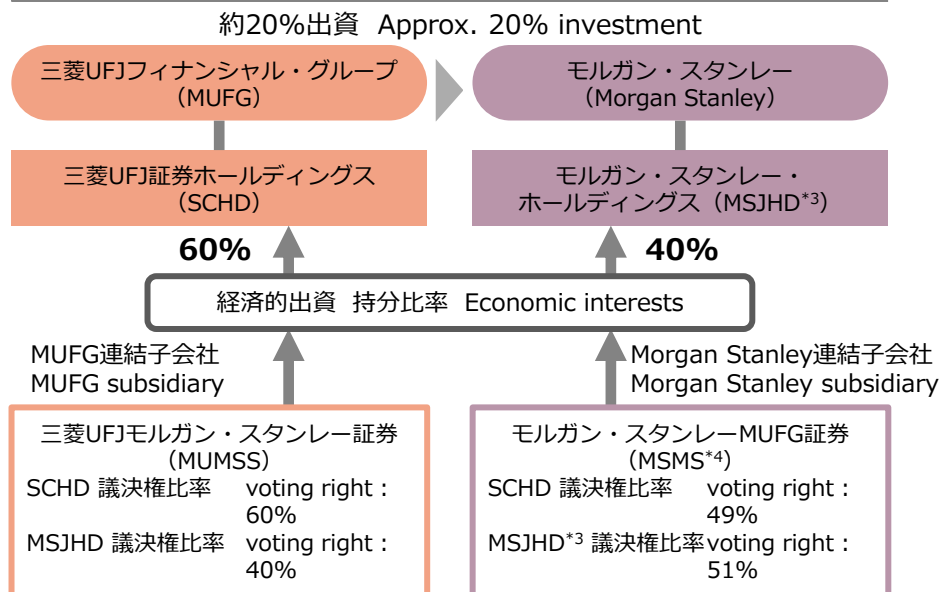 約20%出資 Approx. 20% investment
三菱UFJフィナンシャル・グループ
(MUFG)
モルガン・スタンレー
(Morgan Stanley)
三菱UFJ証券ホールディングス
(SCHD)
モルガン・スタンレー・
ホールディングス（MSJHD*3）
60%
40%
経済的出資 持分比率 Economic interests
MUFG連結子会社
MUFG subsidiary
Morgan Stanley連結子会社
Morgan Stanley subsidiary
三菱UFJモルガン・スタンレー証券
(MUMSS)
SCHD 議決権比率 voting right :
60%
MSJHD 議決権比率 voting right :
40%
モルガン・スタンレーMUFG証券
(MSMS*4)
SCHD 議決権比率 voting right :
49%
MSJHD*3 議決権比率 voting right :
51%